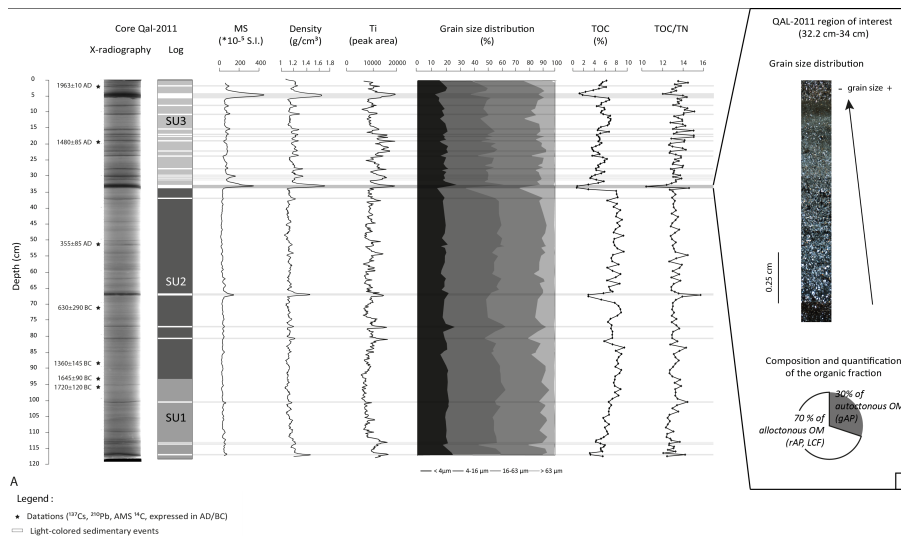 Core Qal-2011
X-radiography
Log
MS
(*10-⁵ S.I.)
0 200 400
Density
(g/cm³)
1 1.2 1.4 1.6 1.8
Ti
(peak area)
0 10000 20000
Grain size distribution
(%)
0 10 20 30 40 50 60 70 80 90 100
TOC
(%)
0 2 4 6 8 10
TOC/TN
10 12 14 16
Depth (cm)
0
5
10
15
20
25
30
35
40
45
50
55
60
65
70
75
80
85
90
95
100
105
110
115
120
1963±10 AD
1480±85 AD
355±85 AD
630±290 BC
1360±145 BC
1645±90 BC
1720±120 BC
SU3
SU2
SU1
< 4µm 4-16 µm 16-63 µm > 63 µm
QAL-2011 region of interest
(32.2 cm-34 cm)
Grain size distribution
- grain size +
0.25 cm
Composition and quantification
of the organic fraction
30% of
autoctonous OM
(gAP)
70 % of
alloctonous OM
(rAP, LCF)
A
Legend :
★ Datations (¹³⁷Cs, ²¹⁰Pb, AMS ¹⁴C, expressed in AD/BC)
Light-colored sedimentary events